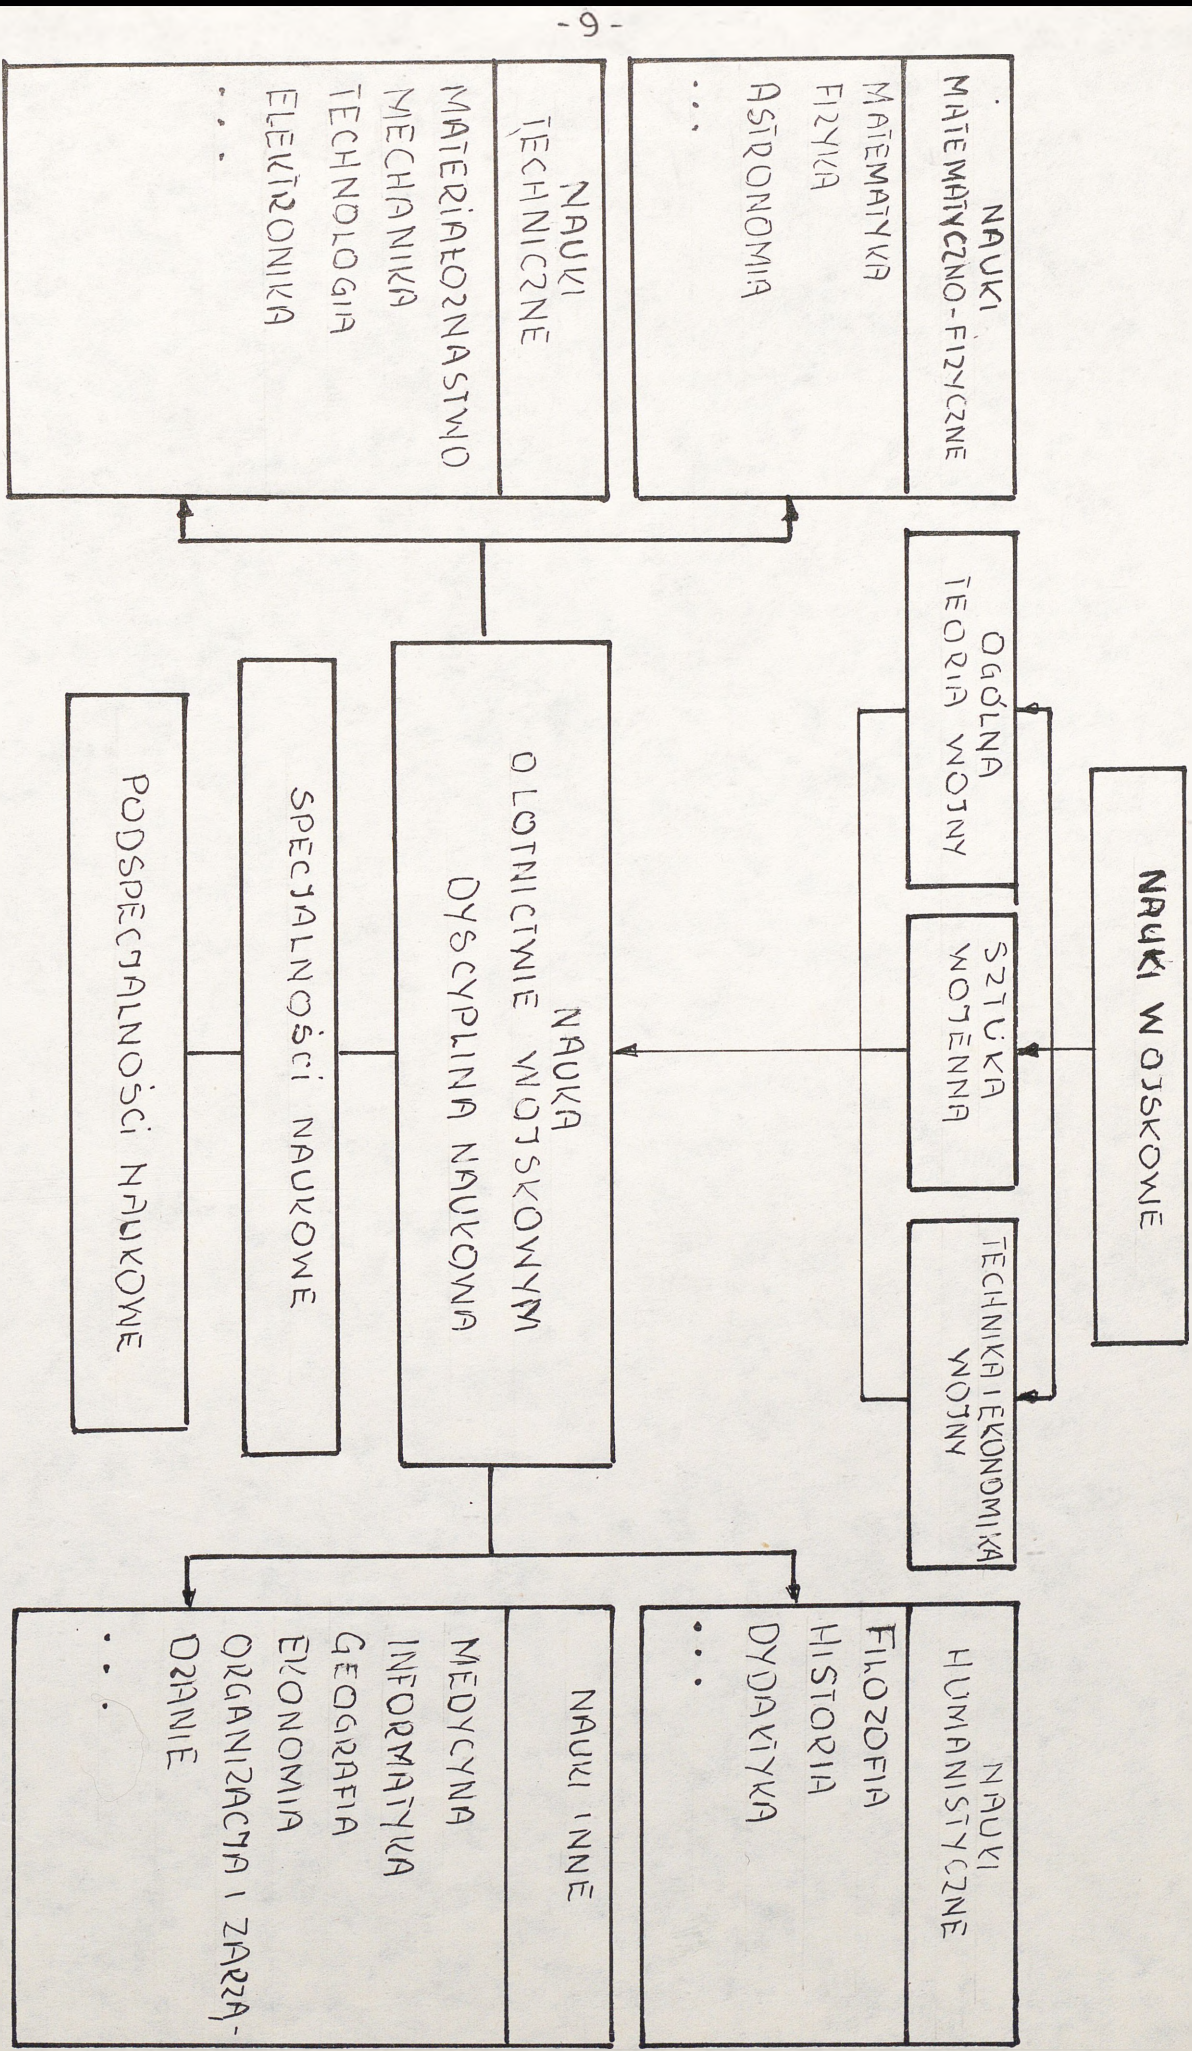 - 9 -
NAUKI WOJSKOWE
OGÓLNA
TEORIA WOJNY
SZTUKA
WOJENNA
TECHNIKA I EKONOMIKA
WOJNY
NAUKI
MATEMATYCZNO-FIZYCZNE
MATEMATYKA
FIZYKA
ASTRONOMIA
...
NAUKI
HUMANISTYCZNE
FILOZOFIA
HISTORIA
DYDAKTYKA
...
NAUKA
O LOTNICTWIE WOJSKOWYM
DYSCYPLINA NAUKOWA
SPECJALNOŚCI NAUKOWE
PODSPECJALNOŚCI NAUKOWE
NAUKI
TECHNICZNE
MATERIAŁOZNASTWO
MECHANIKA
TECHNOLOGIA
ELEKTRONIKA
...
NAUKI INNE
MEDYCYNA
INFORMATYKA
GEOGRAFIA
EKONOMIA
ORGANIZACJA I ZARZĄ-
DZANIE
...